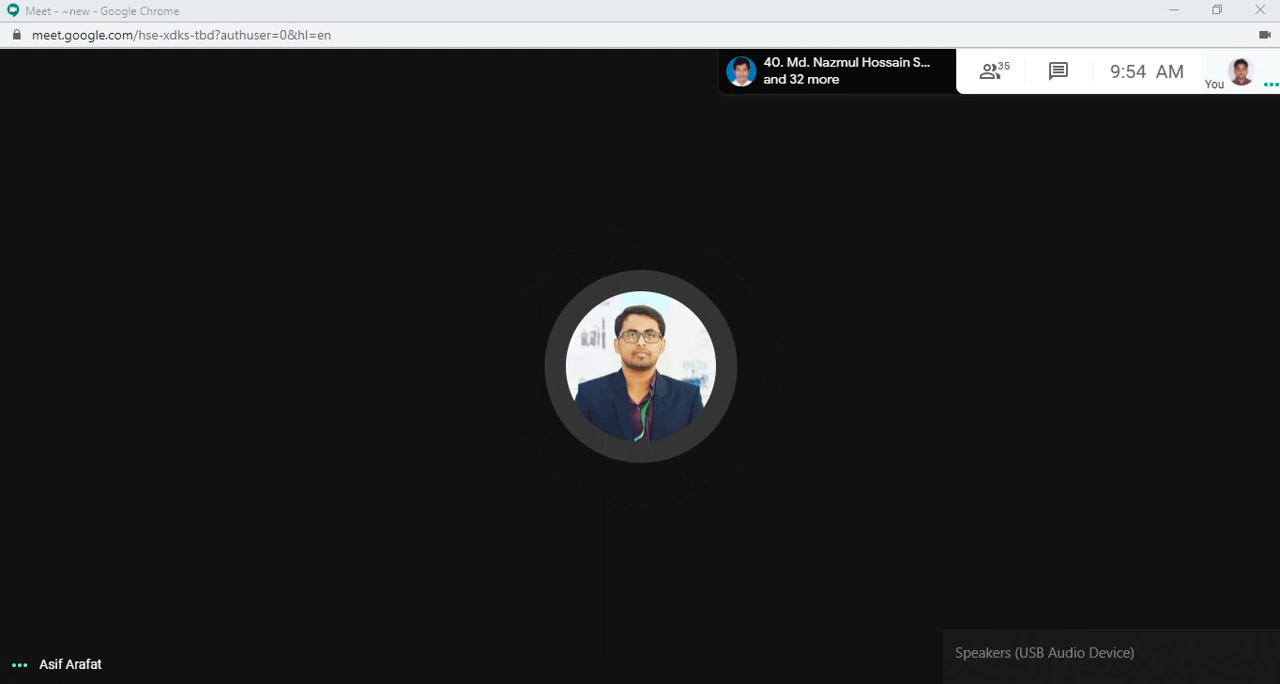 Meet - ~new - Google Chrome
meet.google.com/hse-xdks-tbd?authuser=0&hl=en
40. Md. Nazmul Hossain S...
and 32 more
35
9:54 AM
You
Asif Arafat
Speakers (USB Audio Device)